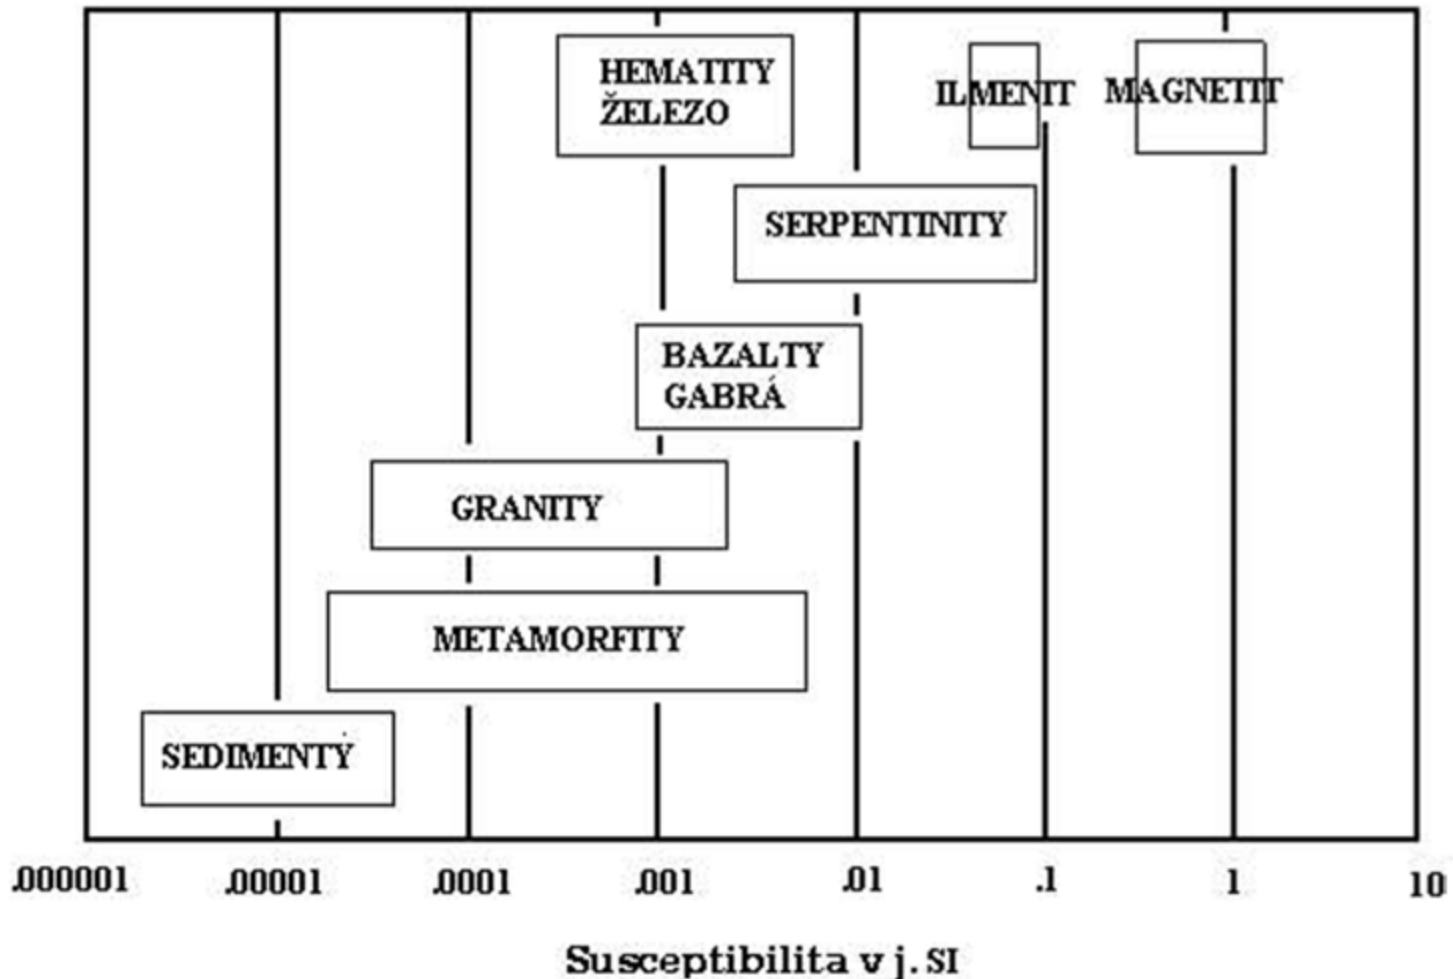 HEMATITY
ŽELEZO
ILMENIT
MAGNETIT
SERPENTINITY
BAZALTY
GABRÁ
GRANITY
METAMORFITY
SEDIMENTY
.000001 .00001 .0001 .001 .01 .1 1 10
Susceptibilita v j. SI